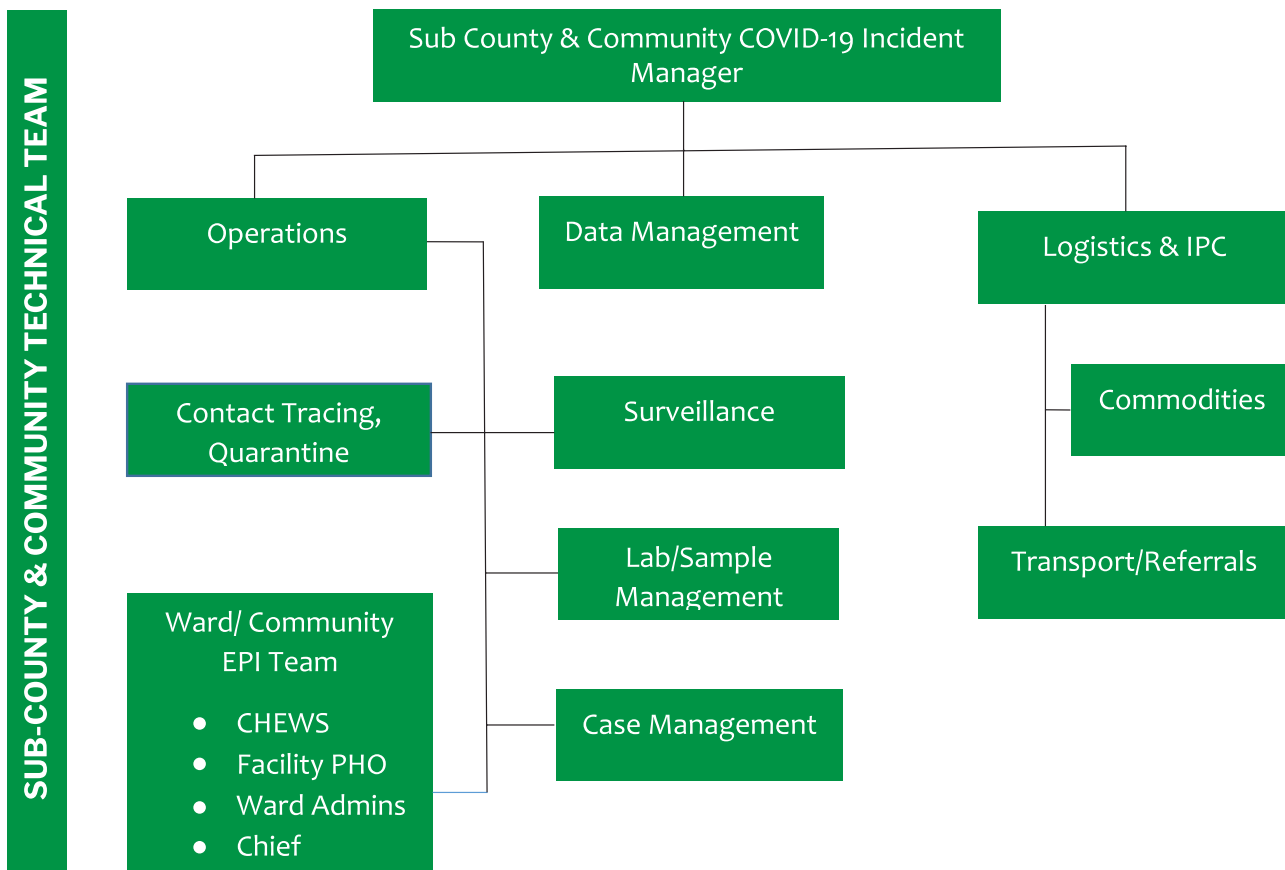 SUB-COUNTY & COMMUNITY TECHNICAL TEAM
Sub County & Community COVID-19 Incident
Manager
Operations
Data Management
Logistics & IPC
Contact Tracing,
Quarantine
Surveillance
Commodities
Lab/Sample
Management
Transport/Referrals
Ward/ Community
EPI Team
● CHEWS
● Facility PHO
● Ward Admins
● Chief
Case Management